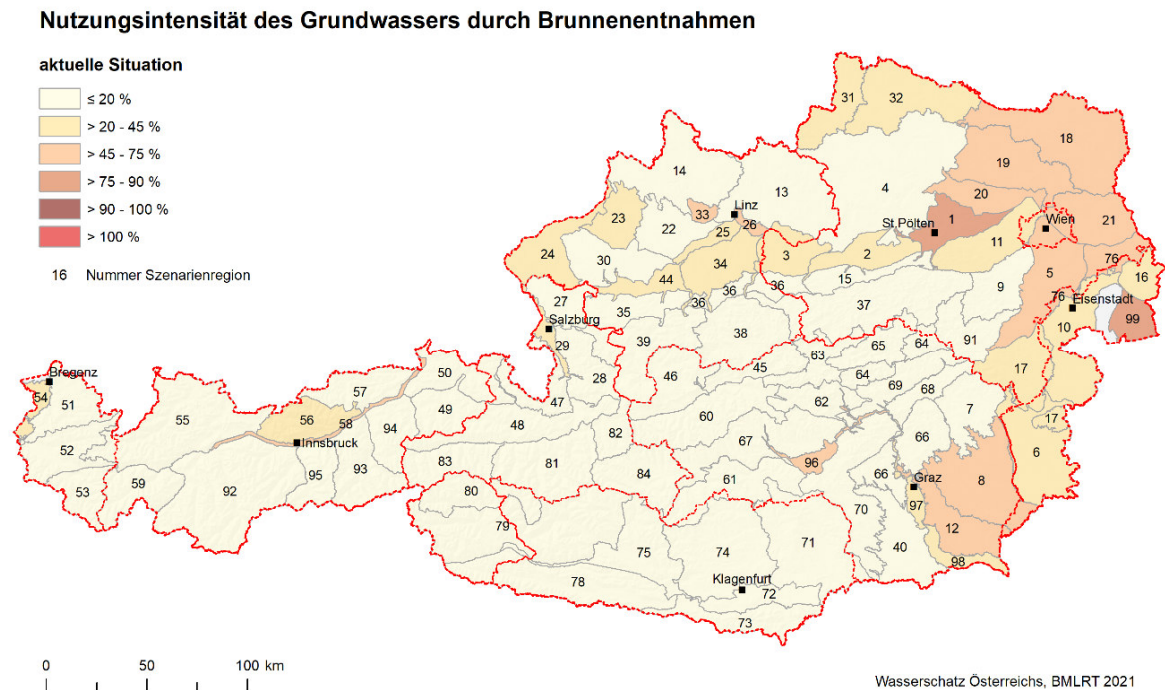 Nutzungsintensität des Grundwassers durch Brunnenentnahmen
aktuelle Situation
≤ 20 %
> 20 - 45 %
> 45 - 75 %
> 75 - 90 %
> 90 - 100 %
> 100 %
16 Nummer Szenarienregion
31 32
18
14 19
13 4
20
23 33 Linz 1 21
22 25 26 St.Pölten Wien
24 30 34 3 2 11
44 15 5 76 16
27 36 36 9
35 36 37 76 Eisenstadt
Salzburg 10 99
29 39 38 65 64 91
Bregenz 50 63
57 28 46 45 64 17
54 51 47 69 68
55 56 58 49 60 62 7 17
Innsbruck 94 48 82 66
52 67 6
83 81 96
59 95 93 84 61 66 Graz 8
53 92 80
97
79 70 12
75 74 71 40
78 98
Klagenfurt
72
73
0 50 100 km
Wasserschatz Österreichs, BMLRT 2021